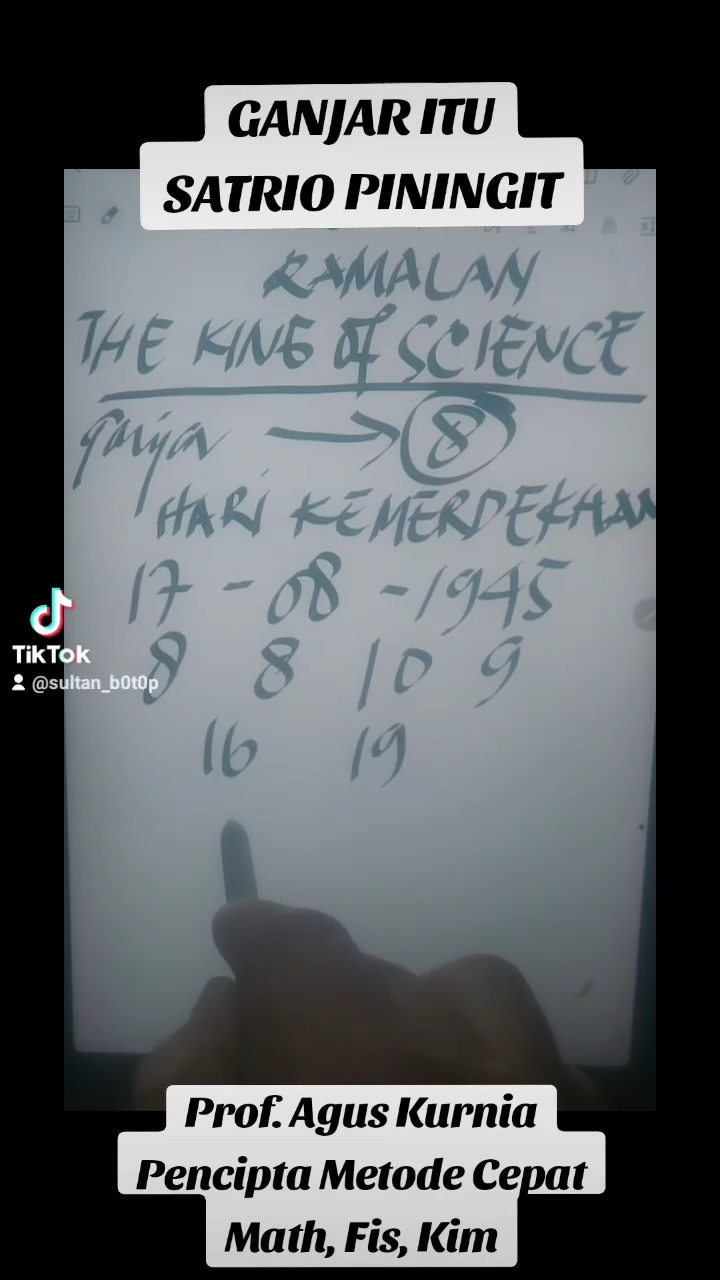 GANJAR ITU
SATRIO PININGIT
RAMALAN
THE KING Of SCIENCE
Ganjar → 8
HARI KEMERDEKHAN
17 - 08 - 1945
8 8 10 9
16 19
TikTok
@sultan_b0t0p
Prof. Agus Kurnia
Pencipta Metode Cepat
Math, Fis, Kim